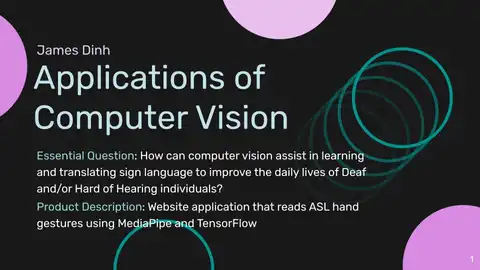 James Dinh
Applications of
Computer Vision
Essential Question: How can computer vision assist in learning
and translating sign language to improve the daily lives of Deaf
and/or Hard of Hearing individuals?
Product Description: Website application that reads ASL hand
gestures using MediaPipe and TensorFlow
1